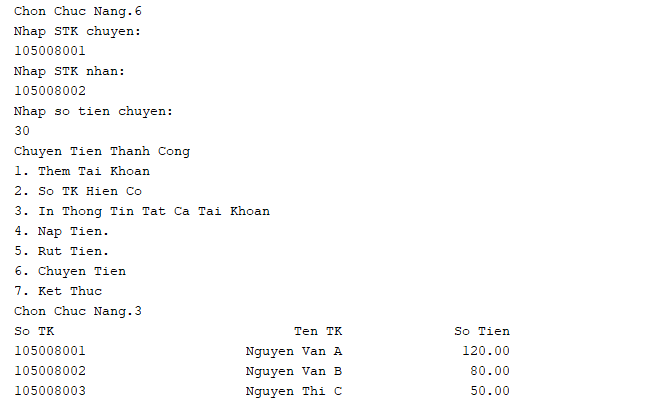 Chon Chuc Nang.6
Nhap STK chuyen:
105008001
Nhap STK nhan:
105008002
Nhap so tien chuyen:
30
Chuyen Tien Thanh Cong
1. Them Tai Khoan
2. So TK Hien Co
3. In Thong Tin Tat Ca Tai Khoan
4. Nap Tien.
5. Rut Tien.
6. Chuyen Tien
7. Ket Thuc
Chon Chuc Nang.3
So TK Ten TK So Tien
105008001 Nguyen Van A 120.00
105008002 Nguyen Van B 80.00
105008003 Nguyen Thi C 50.00